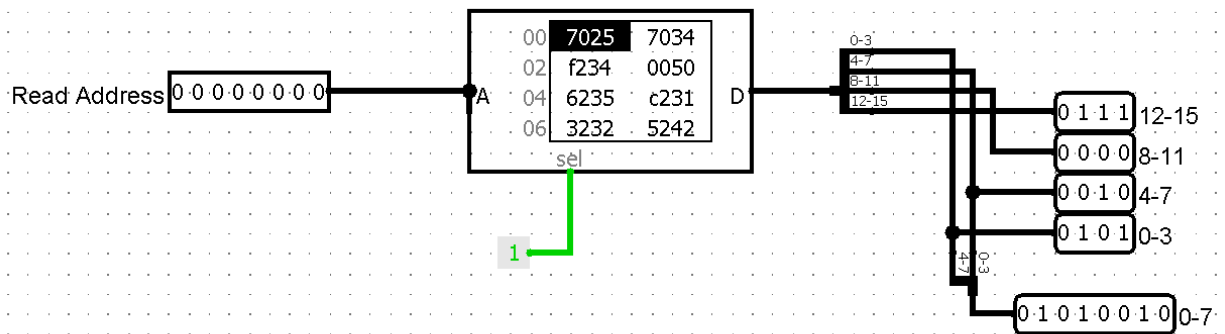 00 7025 7034
02 f234 0050
04 6235 c231
06 3232 5242
sel
A
D
Read Address 0 0 0 0 0 0 0 0
1
0-3
4-7
8-11
12-15
0 1 1 1 12-15
0 0 0 0 8-11
0 0 1 0 4-7
0 1 0 1 0-3
4-7
0-3
0 1 0 1 0 0 1 0 0-7